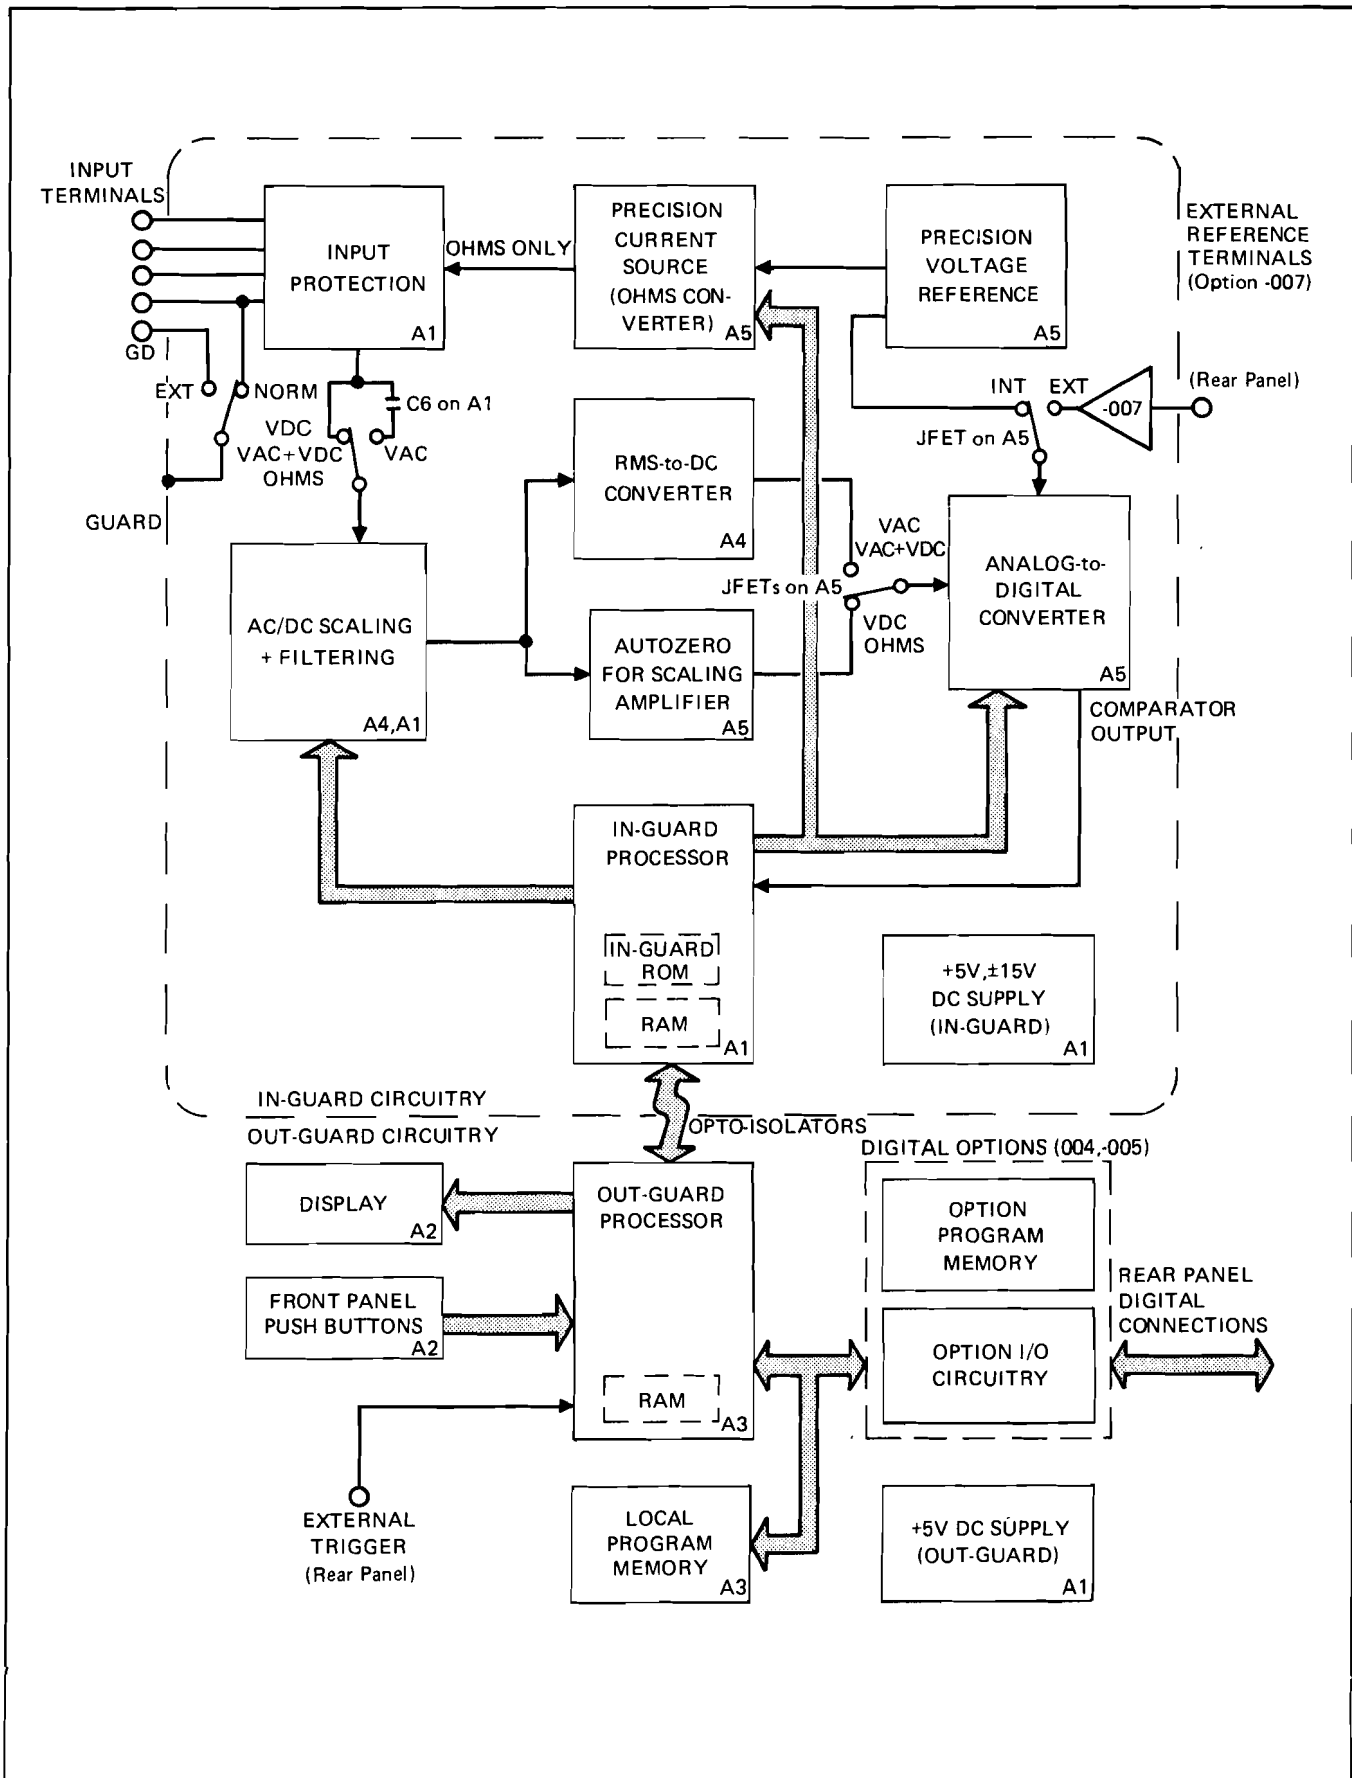 INPUT
TERMINALS
GD
EXT
NORM
GUARD
INPUT
PROTECTION
A1
OHMS ONLY
PRECISION
CURRENT
SOURCE
(OHMS CON-
VERTER)
A5
PRECISION
VOLTAGE
REFERENCE
A5
EXTERNAL
REFERENCE
TERMINALS
(Option -007)
(Rear Panel)
INT
EXT
-007
JFET on A5
C6 on A1
VDC
VAC+VDC
OHMS
VAC
RMS-to-DC
CONVERTER
A4
VAC
VAC+VDC
JFETs on A5
VDC
OHMS
ANALOG-to-
DIGITAL
CONVERTER
A5
AC/DC SCALING
+ FILTERING
A4,A1
AUTOZERO
FOR SCALING
AMPLIFIER
A5
COMPARATOR
OUTPUT
IN-GUARD
PROCESSOR
IN-GUARD
ROM
RAM
A1
+5V,±15V
DC SUPPLY
(IN-GUARD)
A1
IN-GUARD CIRCUITRY
OUT-GUARD CIRCUITRY
OPTO-ISOLATORS
DIGITAL OPTIONS (004,-005)
DISPLAY
A2
OUT-GUARD
PROCESSOR
RAM
A3
OPTION
PROGRAM
MEMORY
FRONT PANEL
PUSH BUTTONS
A2
OPTION I/O
CIRCUITRY
REAR PANEL
DIGITAL
CONNECTIONS
EXTERNAL
TRIGGER
(Rear Panel)
LOCAL
PROGRAM
MEMORY
A3
+5V DC SUPPLY
(OUT-GUARD)
A1